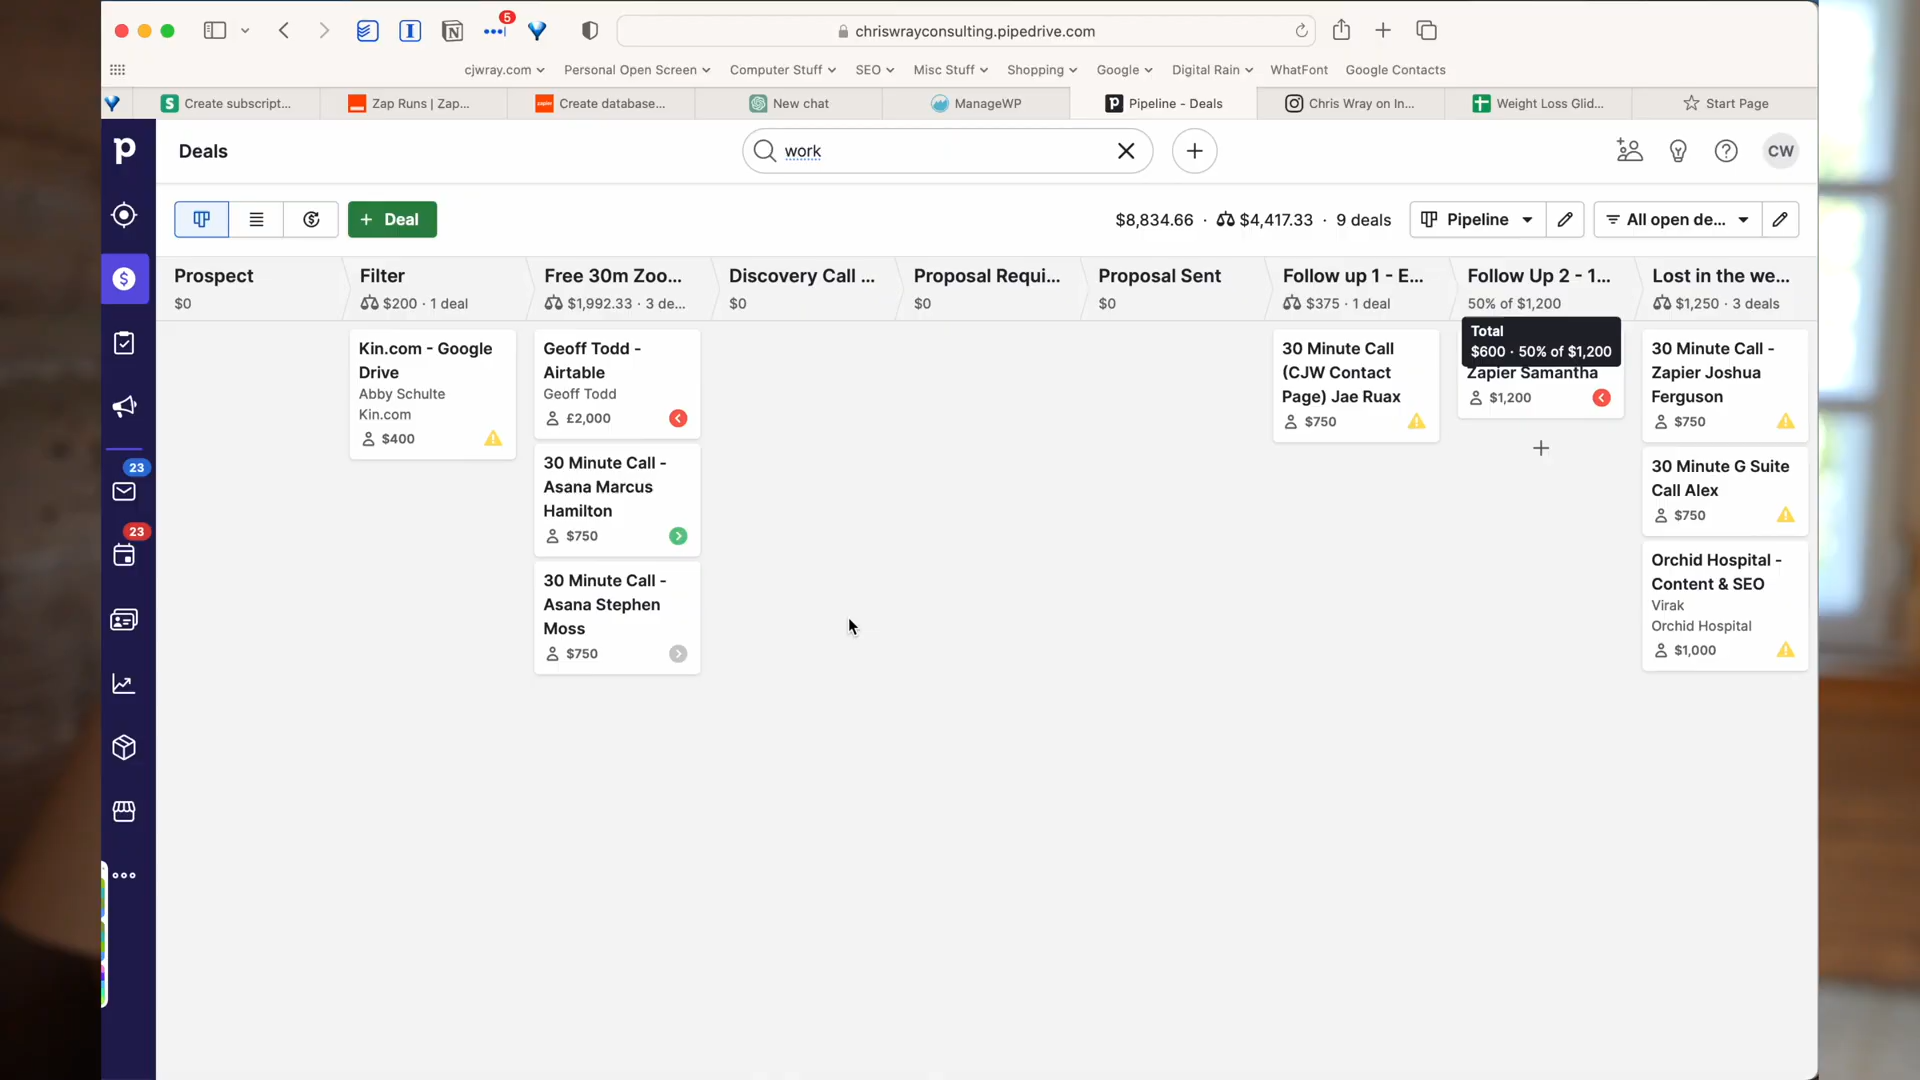 5
chriswrayconsulting.pipedrive.com
cjwray.com Personal Open Screen Computer Stuff SEO Misc Stuff Shopping Google Digital Rain WhatFont Google Contacts
S Create subscript... Zap Runs | Zap... zapier Create database... New chat ManageWP p Pipeline - Deals Chris Wray on In... Weight Loss Glid... Start Page
p
Deals
work
CW
+ Deal
$8,834.66 · $4,417.33 · 9 deals
Pipeline
All open de...
Prospect
$0
Filter
$200 · 1 deal
Kin.com - Google
Drive
Abby Schulte
Kin.com
$400
Free 30m Zoo...
$1,992.33 · 3 de...
Geoff Todd -
Airtable
Geoff Todd
£2,000
30 Minute Call -
Asana Marcus
Hamilton
$750
30 Minute Call -
Asana Stephen
Moss
$750
Discovery Call ...
$0
Proposal Requi...
$0
Proposal Sent
$0
Follow up 1 - E...
$375 · 1 deal
30 Minute Call
(CJW Contact
Page) Jae Ruax
$750
Follow Up 2 - 1...
50% of $1,200
Total
$600 · 50% of $1,200
Zapier Samantha
$1,200
Lost in the we...
$1,250 · 3 deals
30 Minute Call -
Zapier Joshua
Ferguson
$750
30 Minute G Suite
Call Alex
$750
Orchid Hospital -
Content & SEO
Virak
Orchid Hospital
$1,000
23
23